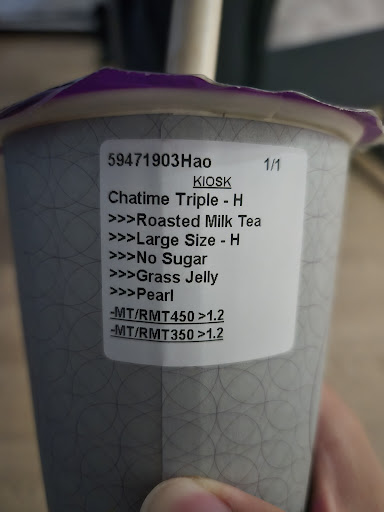 59471903Hao 1/1
KIOSK
Chatime Triple - H
>>>Roasted Milk Tea
>>>Large Size - H
>>>No Sugar
>>>Grass Jelly
>>>Pearl
-MT/RMT450 >1.2
-MT/RMT350 >1.2